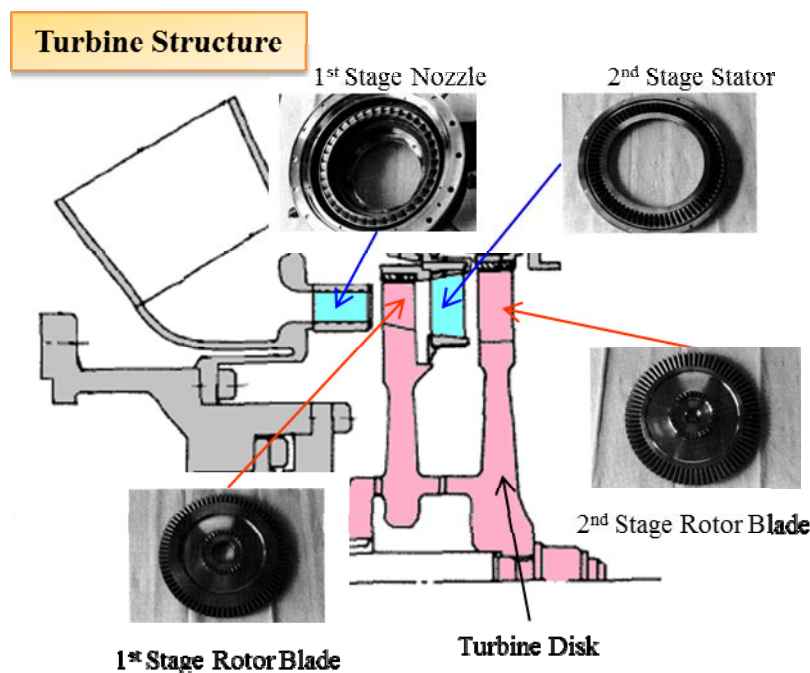 Turbine Structure
1st Stage Nozzle
2nd Stage Stator
2nd Stage Rotor Blade
Turbine Disk
1st Stage Rotor Blade